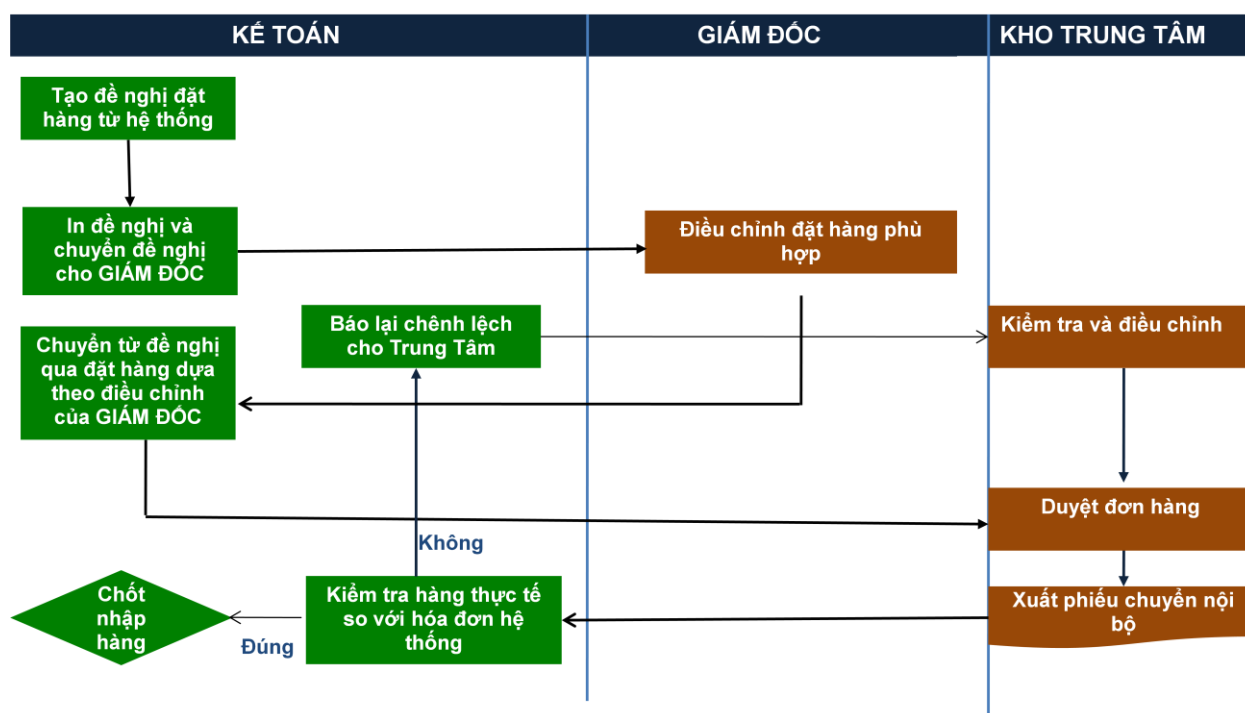 KẾ TOÁN
GIÁM ĐỐC
KHO TRUNG TÂM
Tạo đề nghị đặt
hàng từ hệ thống
In đề nghị và
chuyển đề nghị
cho GIÁM ĐỐC
Điều chỉnh đặt hàng phù
hợp
Báo lại chênh lệch
cho Trung Tâm
Kiểm tra và điều chỉnh
Chuyển từ đề nghị
qua đặt hàng dựa
theo điều chỉnh
của GIÁM ĐỐC
Duyệt đơn hàng
Không
Chốt
nhập
hàng
Đúng
Kiểm tra hàng thực tế
so với hóa đơn hệ
thống
Xuất phiếu chuyển nội
bộ